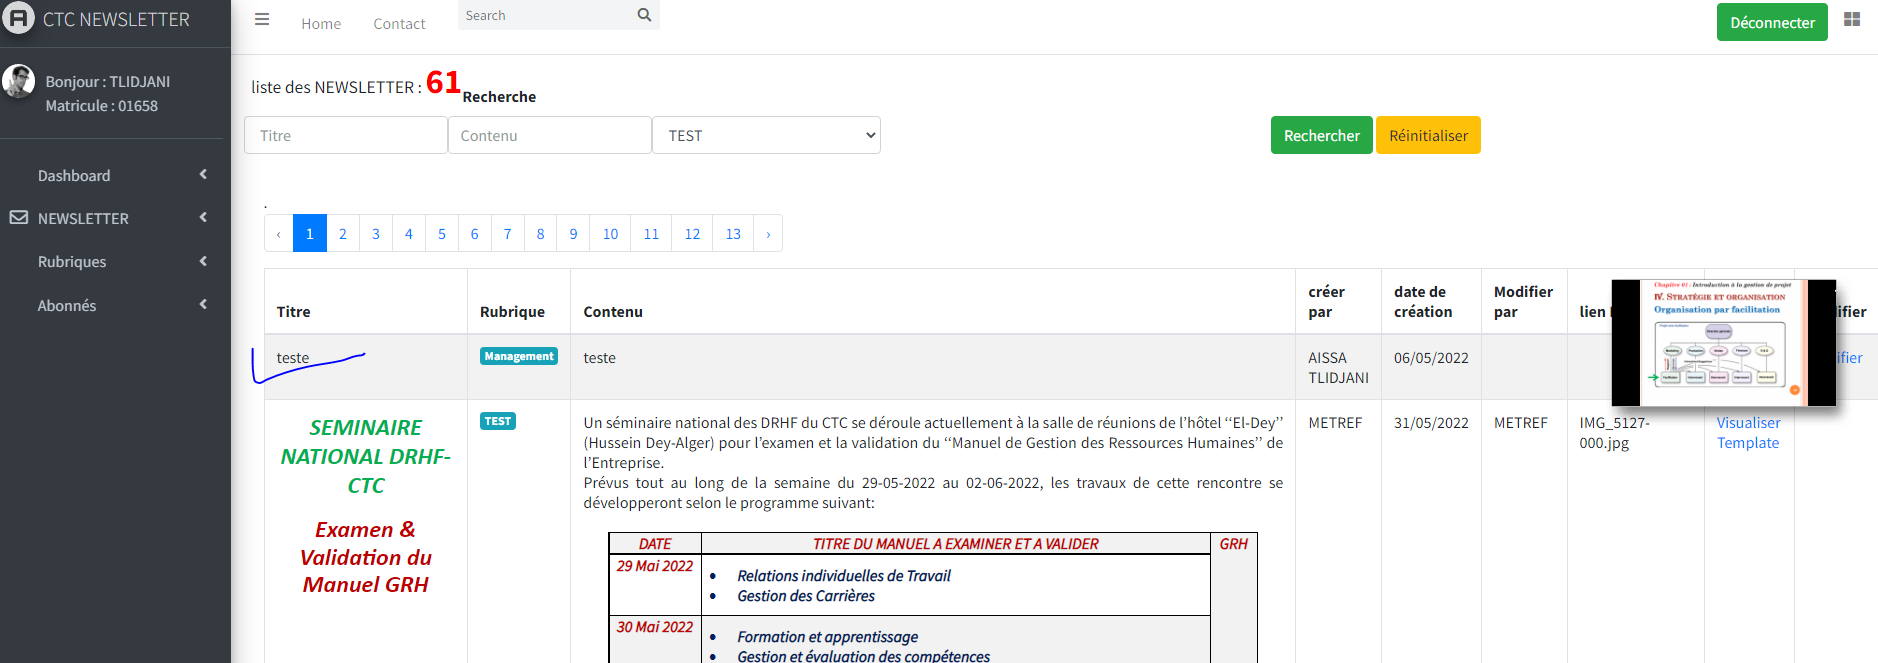 CTC NEWSLETTER
Home
Contact
Search
Déconnecter
Bonjour : TLIDJANI
Matricule : 01658
Dashboard
NEWSLETTER
Rubriques
Abonnés
liste des NEWSLETTER : 61
Recherche
Titre
Contenu
TEST
Rechercher
Réinitialiser
.
‹ 1 2 3 4 5 6 7 8 9 10 11 12 13 ›
Titre
Rubrique
Contenu
créer
par
date de
création
Modifier
par
lien
ifier
Chapitre 01 : Introduction à la gestion de projet
IV. STRATÉGIE ET ORGANISATION
Organisation par facilitation
teste
Management
teste
AISSA
TLIDJANI
06/05/2022
ifier
SEMINAIRE
NATIONAL DRHF-
CTC
Examen &
Validation du
Manuel GRH
TEST
Un séminaire national des DRHF du CTC se déroule actuellement à la salle de réunions de l’hôtel ‘‘El-Dey’’
(Hussein Dey-Alger) pour l’examen et la validation du ‘‘Manuel de Gestion des Ressources Humaines’’ de
l’Entreprise.
Prévus tout au long de la semaine du 29-05-2022 au 02-06-2022, les travaux de cette rencontre se
développeront selon le programme suivant:
DATE
TITRE DU MANUEL A EXAMINER ET A VALIDER
GRH
29 Mai 2022
• Relations individuelles de Travail
• Gestion des Carrières
30 Mai 2022
• Formation et apprentissage
• Gestion et évaluation des compétences
METREF
31/05/2022
METREF
IMG_5127-
000.jpg
Visualiser
Template